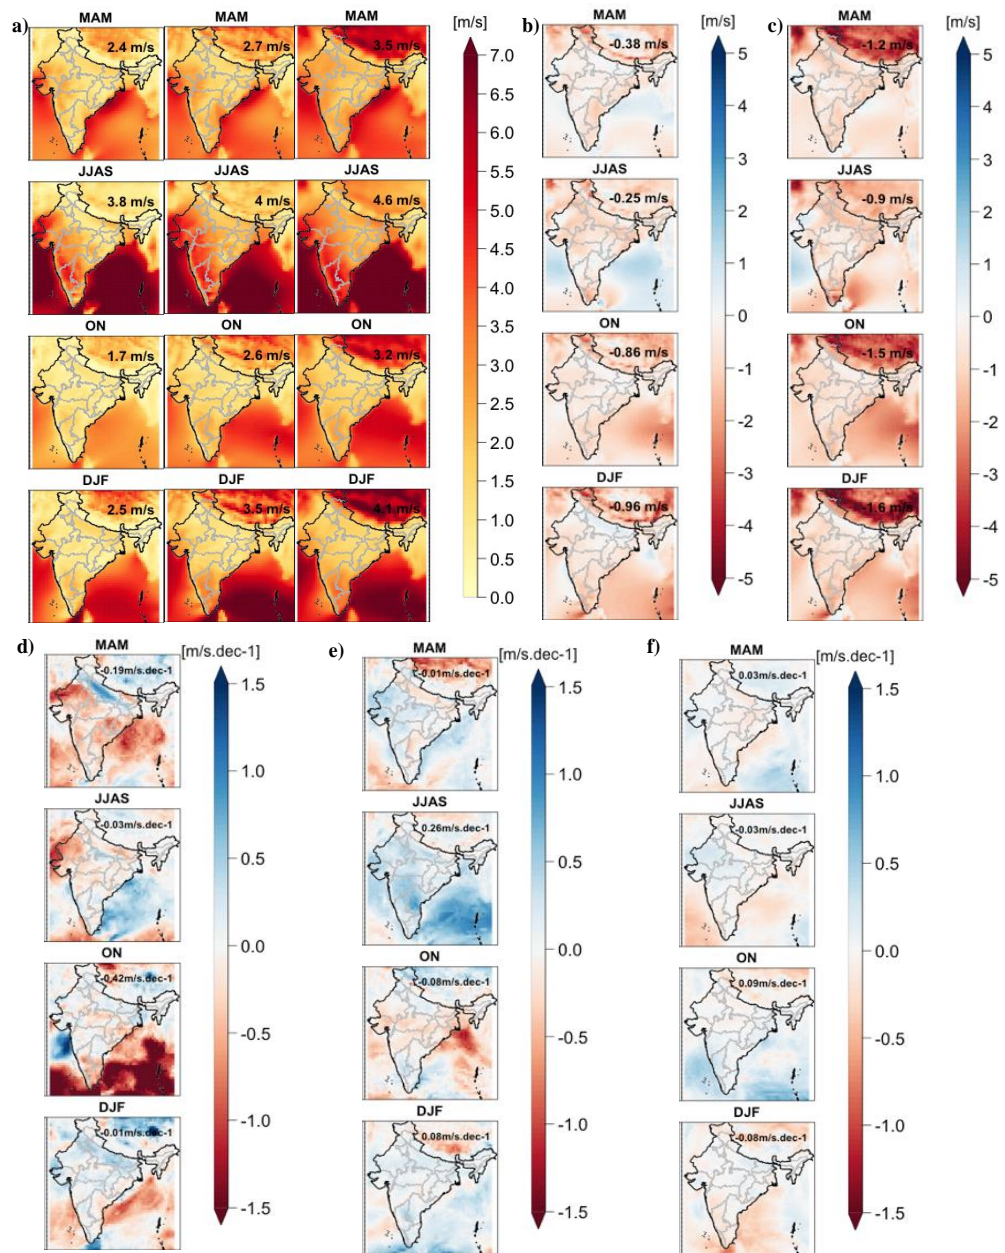 a)
MAM MAM MAM [m/s]
2.4 m/s 2.7 m/s 3.5 m/s
JJAS JJAS JJAS
3.8 m/s 4 m/s 4.6 m/s
ON ON ON
1.7 m/s 2.6 m/s 3.2 m/s
DJF DJF DJF
2.5 m/s 3.5 m/s 4.1 m/s
7.0
6.5
6.0
5.5
5.0
4.5
4.0
3.5
3.0
2.5
2.0
1.5
1.0
0.5
0.0
b)
MAM [m/s]
-0.38 m/s
JJAS
-0.25 m/s
ON
-0.86 m/s
DJF
-0.96 m/s
5
4
3
2
1
0
-1
-2
-3
-4
-5
c)
MAM [m/s]
-1.2 m/s
JJAS
-0.9 m/s
ON
-1.5 m/s
DJF
-1.6 m/s
5
4
3
2
1
0
-1
-2
-3
-4
-5
d)
MAM [m/s.dec-1]
-0.19m/s.dec-1
JJAS
-0.03m/s.dec-1
ON
-0.42m/s.dec-1
DJF
-0.01m/s.dec-1
1.5
1.0
0.5
0.0
-0.5
-1.0
-1.5
e)
MAM [m/s.dec-1]
-0.01m/s.dec-1
JJAS
0.26m/s.dec-1
ON
-0.08m/s.dec-1
DJF
0.08m/s.dec-1
1.5
1.0
0.5
0.0
-0.5
-1.0
-1.5
f)
MAM [m/s.dec-1]
0.03m/s.dec-1
JJAS
-0.03m/s.dec-1
ON
0.09m/s.dec-1
DJF
-0.08m/s.dec-1
1.5
1.0
0.5
0.0
-0.5
-1.0
-1.5